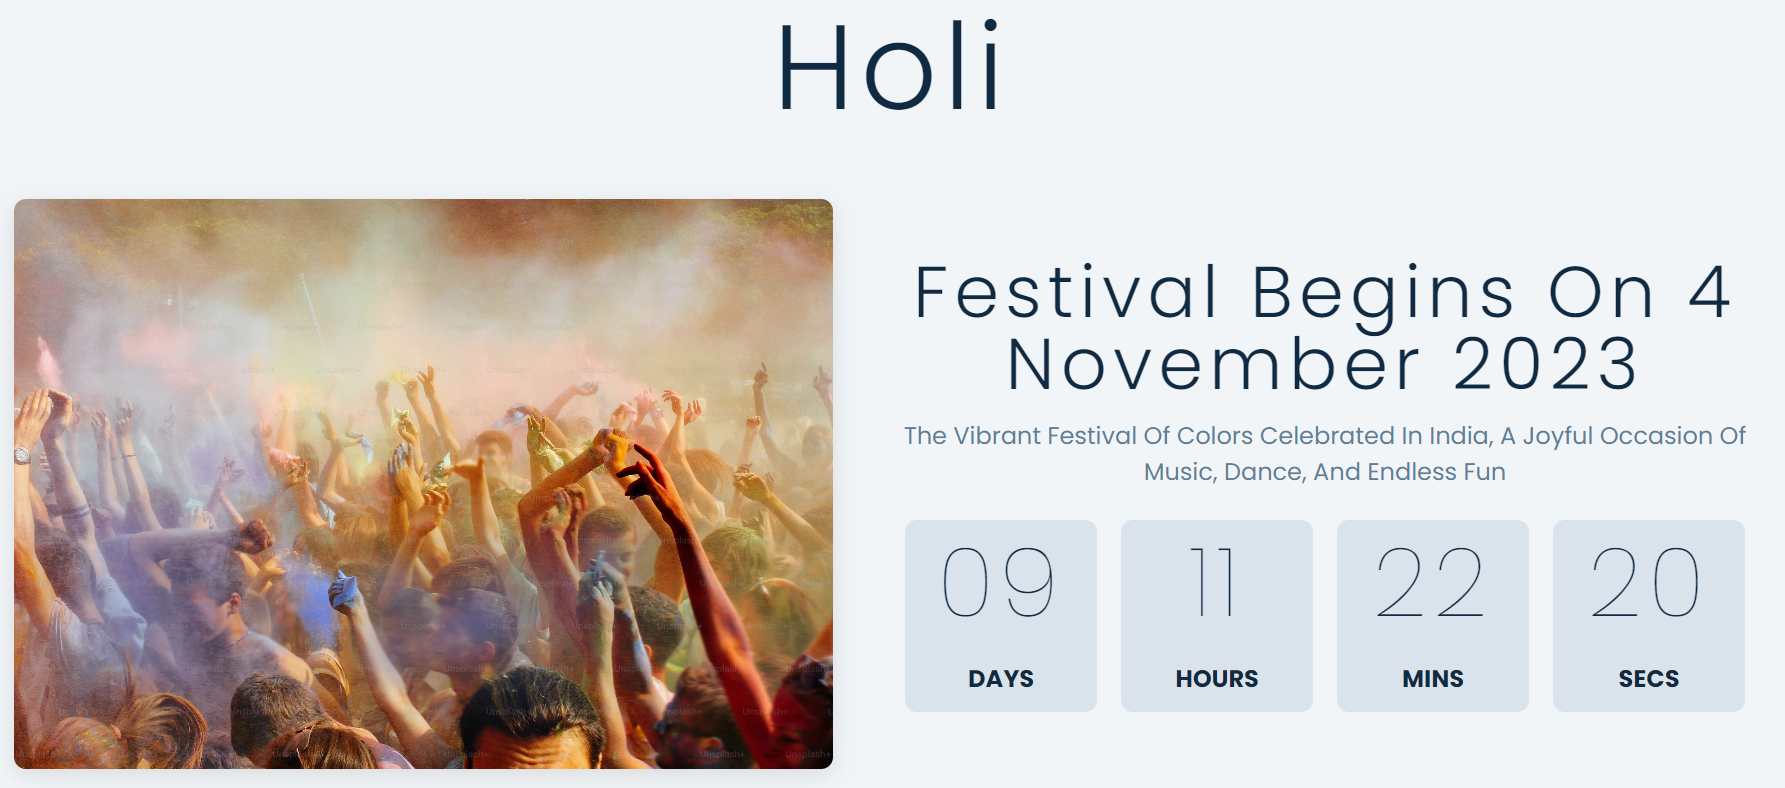 Holi
Festival Begins On 4
November 2023
The Vibrant Festival Of Colors Celebrated In India, A Joyful Occasion Of
Music, Dance, And Endless Fun
09 11 22 20
DAYS HOURS MINS SECS
Unsplash+